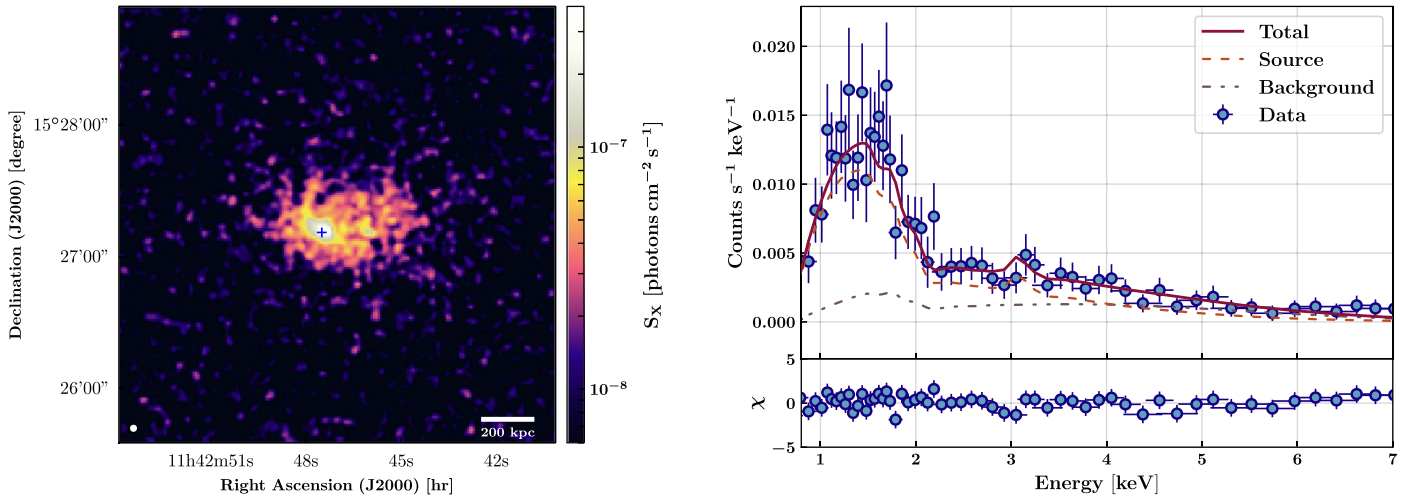 Declination (J2000) [degree]
15°28'00"
27'00"
26'00"
11h42m51s
48s
45s
42s
Right Ascension (J2000) [hr]
200 kpc
10⁻⁷
10⁻⁸
Sₓ [photons cm⁻² s⁻¹]
Counts s⁻¹ keV⁻¹
0.020
0.015
0.010
0.005
0.000
Total
Source
Background
Data
χ
5
0
−5
1
2
3
4
5
6
7
Energy [keV]